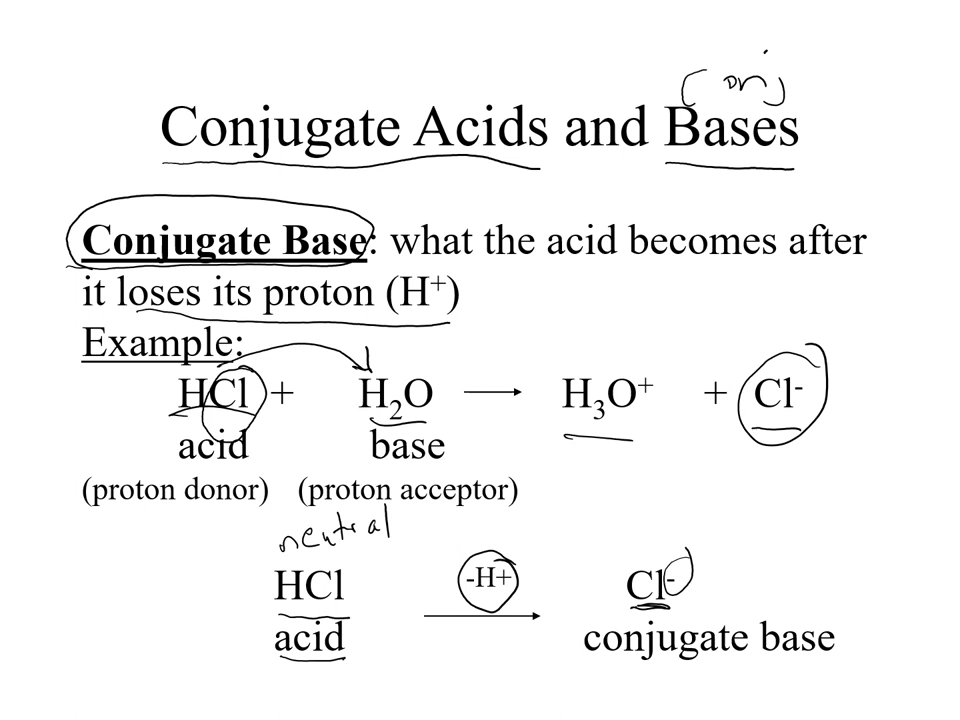 conj
Conjugate Acids and Bases
Conjugate Base: what the acid becomes after
it loses its proton (H⁺)
Example:
HCl + H₂O → H₃O⁺ + Cl⁻
acid base
(proton donor) (proton acceptor)
neutral
HCl -H+ → Cl⁻
acid conjugate base